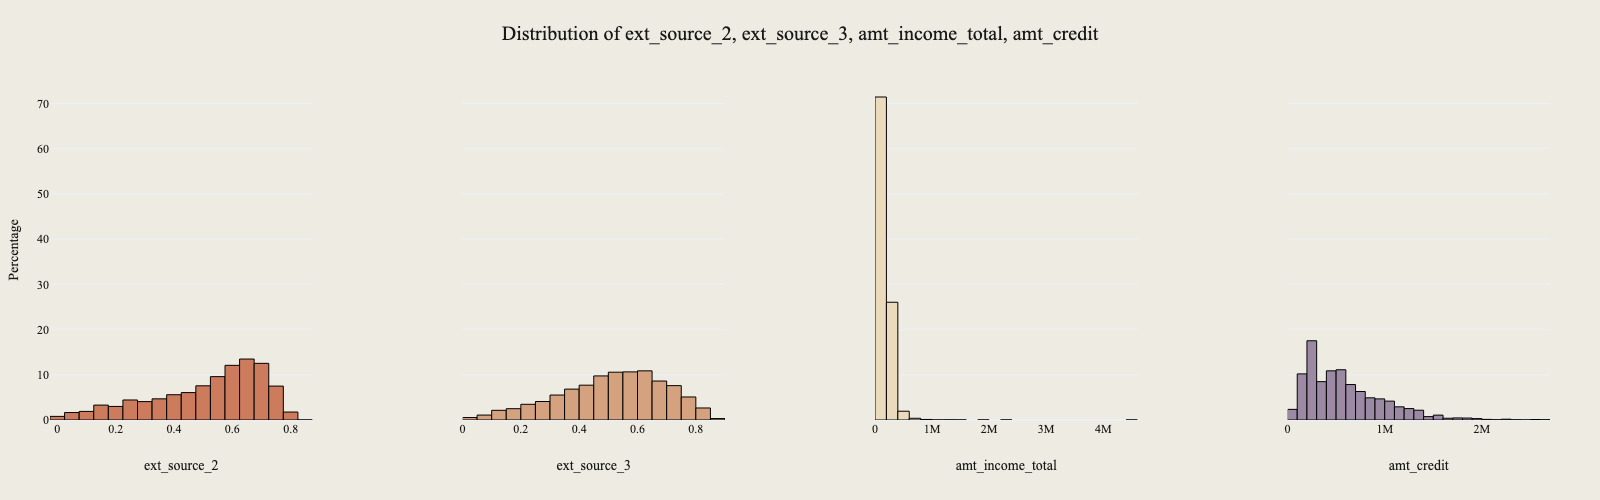 Distribution of ext_source_2, ext_source_3, amt_income_total, amt_credit
Percentage
70
60
50
40
30
20
10
0
0 0.2 0.4 0.6 0.8
ext_source_2
0 0.2 0.4 0.6 0.8
ext_source_3
0 1M 2M 3M 4M
amt_income_total
0 1M 2M
amt_credit